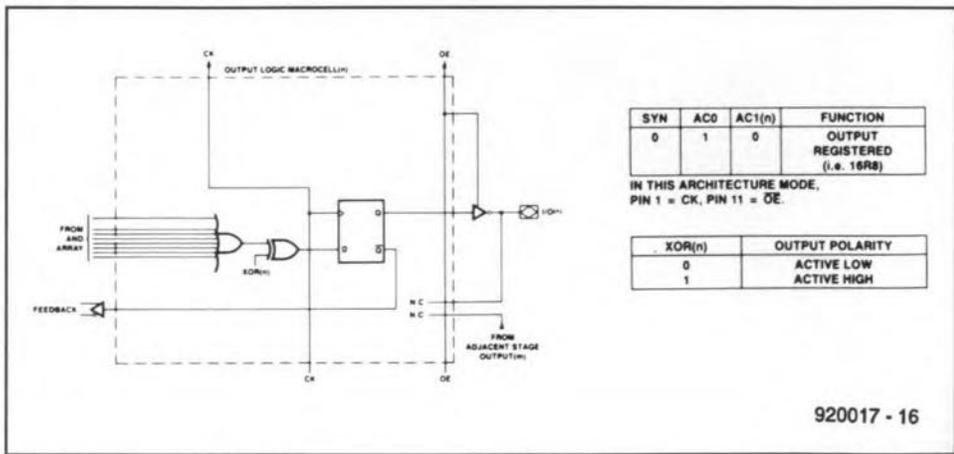 CK
OE
OUTPUT LOGIC MACROCELL(n)
FROM
AND
ARRAY
XOR(n)
Q
FEEDBACK
N C
N C
FROM
ADJACENT STAGE
OUTPUT(m)
CK
OE
SYN AC0 AC1(n) FUNCTION
0 1 0 OUTPUT
REGISTERED
(i.e. 16R8)
IN THIS ARCHITECTURE MODE,
PIN 1 = CK, PIN 11 = O̅E̅.
XOR(n) OUTPUT POLARITY
0 ACTIVE LOW
1 ACTIVE HIGH
920017 - 16